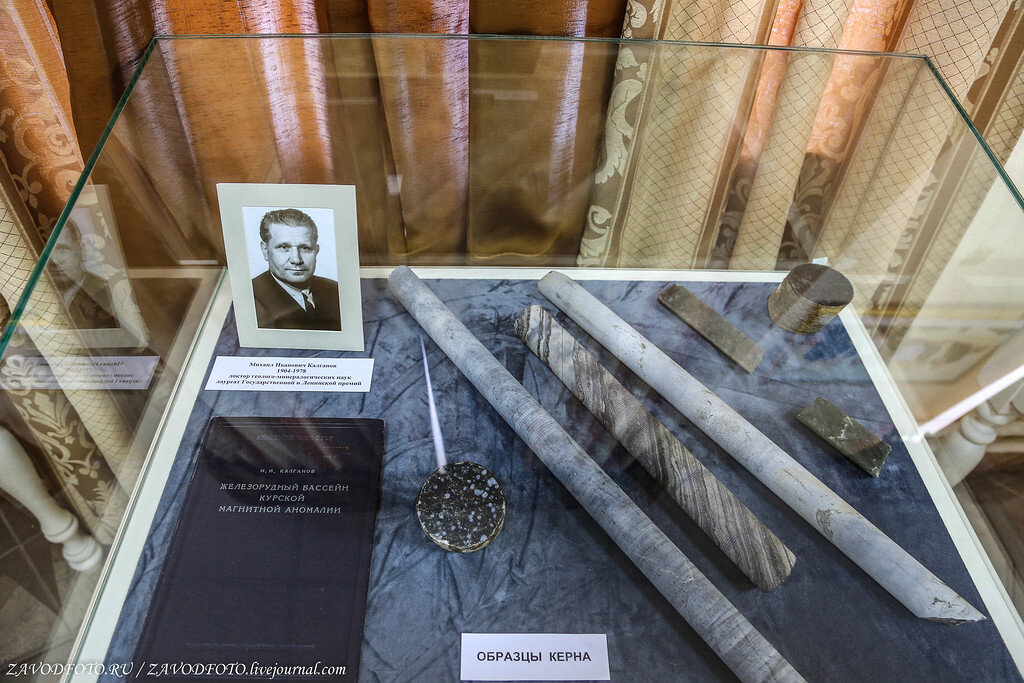 Михаил Иванович Калганов
1904-1978
доктор геолого-минералогических наук
лауреат Государственной и Ленинской премий
М. И. КАЛГАНОВ
ЖЕЛЕЗОРУДНЫЙ БАССЕЙН
КУРСКОЙ
МАГНИТНОЙ АНОМАЛИИ
ОБРАЗЦЫ КЕРНА
ZAVODFOTO.RU / ZAVODFOTO.livejournal.com